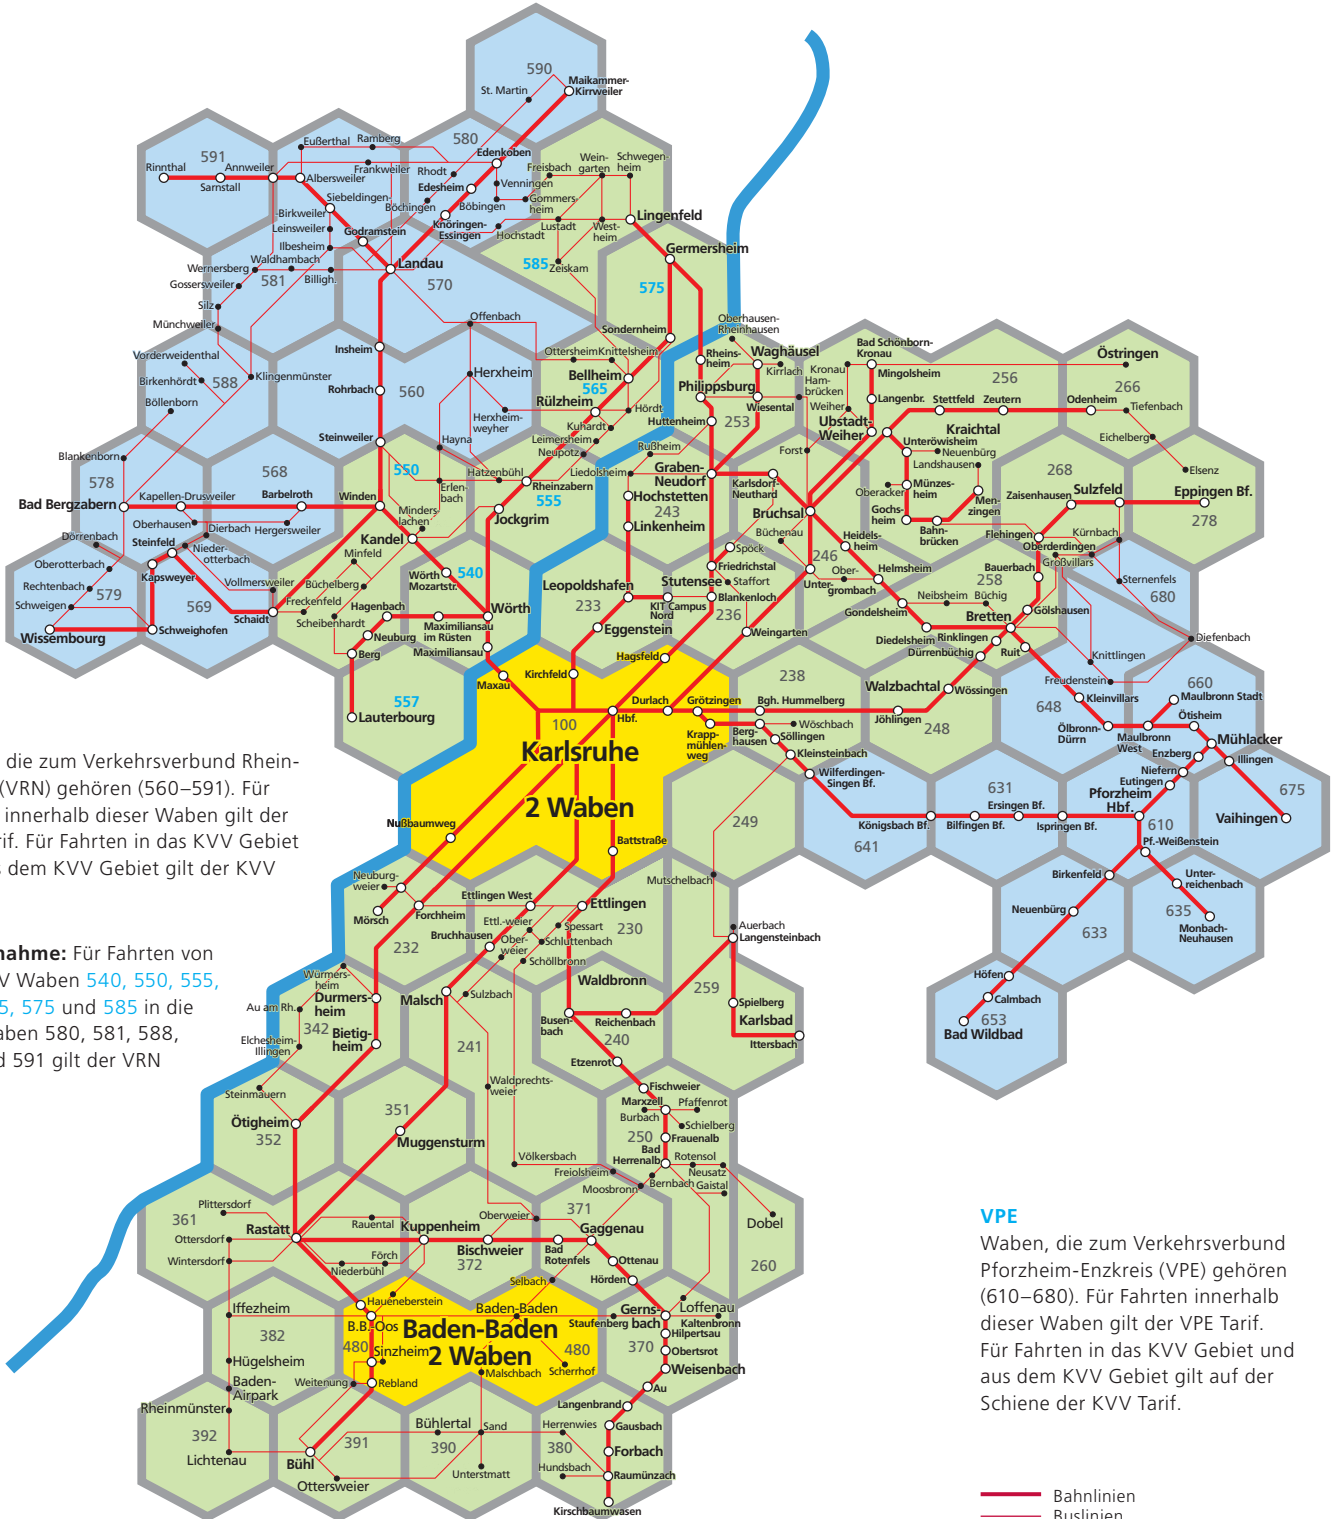 590
Maikammer-
Kirrweiler
St. Martin
580
Edenkoben
Eußerthal
Ramberg
591
Rinnthal
Annweiler
Sarnstall
Albersweiler
Frankweiler
Rhodt
Edesheim
Venningen
Siebeldingen
Böchingen
Böbingen
Gommers-
heim
Freisbach
Wein-
garten
Schwegen-
heim
Birkweiler
Leinsweiler
Godramstein
Knöringen-
Essingen
Hochstadt
Lustadt
West-
heim
Lingenfeld
Ilbesheim
Waldhambach
Wernersberg
Gossersweiler
581
Billigh.
Landau
570
585
Zeiskam
Germersheim
575
Silz
Münchweiler
Offenbach
Sondernheim
Oberhausen-
Rheinhausen
Vorderweidenthal
588
Birkenhördt
Klingenmünster
Böllenborn
Insheim
Rohrbach
560
Herxheim
Herxheim-
weyher
Ottersheim
Knittelsheim
Bellheim
565
Rülzheim
Hördt
Kuhardt
Leimersheim
Neupotz
Rheins-
heim
Waghäusel
Kirrlach
Philippsburg
Wiesental
Huttenheim
253
Rußheim
Bad Schönborn-
Kronau
Kronau
Mingolsheim
Ham-
brücken
Langenbr.
Weiher
Ubstadt-
Weiher
Forst
256
Stettfeld
Zeutern
Odenheim
Östringen
266
Tiefenbach
Eichelberg
Elsenz
Kraichtal
Unteröwisheim
Neuenbürg
Landshausen
Steinweiler
550
Hayna
Hatzenbühl
Erlen-
bach
Rheinzabern
555
Jockgrim
Liedolsheim
Graben-
Neudorf
Hochstetten
243
Linkenheim
Karlsdorf-
Neuthard
Bruchsal
Oberacker
Münzes-
heim
Gochs-
heim
Men-
zingen
Bahn-
brücken
268
Zaisenhausen
Sulzfeld
Eppingen Bf.
278
Flehingen
Kürnbach
Oberderdingen
Großvillars
Sternenfels
680
Blankenborn
578
Bad Bergzabern
Kapellen-Drusweiler
568
Barbelroth
Winden
Minders-
lachen
Kandel
Oberhausen
Dierbach
Hergersweiler
Dörrenbach
Steinfeld
Nieder-
otterbach
Oberotterbach
Kapsweyer
Vollmersweiler
Minfeld
Büchelberg
Freckenfeld
Scheibenhardt
Rechtenbach
579
Schweigen
569
Schaidt
Wissembourg
Schweighofen
Wörth
Mozartstr.
540
Wörth
Hagenbach
Maximiliansau
im Rüsten
Maximiliansau
Neuburg
Berg
557
Lauterbourg
Maxau
Leopoldshafen
233
Eggenstein
Stutensee
KIT Campus
Nord
Spöck
Friedrichstal
Staffort
Blankenloch
236
Büchenau
246
Heidels-
heim
Ober-
grombach
Unter-
grombach
Helmsheim
Gondelsheim
Weingarten
258
Bauerbach
Neibsheim
Büchig
Gölshausen
Bretten
Diedelsheim
Rinklingen
Dürrenbüchig
Ruit
Knittlingen
Freudenstein
Diefenbach
Kirchfeld
Hagsfeld
Durlach
Grötzingen
Hbf.
100
Karlsruhe
2 Waben
Krapp-
mühlen-
weg
Bgh. Hummelberg
238
Walzbachtal
Wössingen
Jöhlingen
248
Berg-
hausen
Wöschbach
Söllingen
Kleinsteinbach
Wilferdingen-
Singen Bf.
648
Kleinvillars
Ölbronn-
Dürrn
660
Maulbronn Stadt
Maulbronn
West
Ötisheim
Mühlacker
Illingen
Enzberg
Niefern
Eutingen
Pforzheim
Hbf.
610
675
Vaihingen
631
Ersingen Bf.
Königsbach Bf.
Bilfingen Bf.
Ispringen Bf.
641
Pf.-Weißenstein
Birkenfeld
Unter-
reichenbach
635
Monbach-
Neuhausen
Neuenbürg
633
Höfen
Calmbach
653
Bad Wildbad
, die zum Verkehrsverbund Rhein-
(VRN) gehören (560–591). Für
innerhalb dieser Waben gilt der
rif. Für Fahrten in das KVV Gebiet
s dem KVV Gebiet gilt der KVV
nahme: Für Fahrten von
V Waben 540, 550, 555,
5, 575 und 585 in die
aben 580, 581, 588,
d 591 gilt der VRN
Nußbaumweg
Battstraße
249
Mutschelbach
Neuburg-
weier
Mörsch
Forchheim
Ettlingen West
Ettlingen
Ettl.-weier
Bruchhausen
Ober-
weier
Spessart
Schluttenbach
Schöllbronn
230
232
Auerbach
Langensteinbach
Würmers-
heim
Au am Rh.
Durmers-
heim
342
Bietig-
heim
Elchesheim-
Illingen
Malsch
Sulzbach
241
Waldbronn
Busen-
bach
Reichenbach
240
259
Spielberg
Karlsbad
Ittersbach
Etzenrot
Steinmauern
Ötigheim
352
351
Muggensturm
Waldprechts-
weier
Fischweier
Marxzell
Pfaffenrot
Burbach
Schielberg
250
Frauenalb
Bad
Herrenalb
Rotensol
Neusatz
Bernbach
Gaistal
Dobel
Völkersbach
Freiolsheim
Moosbronn
260
Plittersdorf
361
Ottersdorf
Wintersdorf
Rastatt
Rauental
Kuppenheim
Förch
Niederbühl
Oberweier
Bischweier
372
371
Gaggenau
Bad
Rotenfels
Ottenau
Hörden
Selbach
Haueneberstein
Iffezheim
382
B.B.-Oos
480
Sinzheim
Baden-Baden
Baden-Baden
2 Waben
480
Scherrhof
Malschbach
Staufenberg
Gerns-
bach
Loffenau
Kaltenbronn
Hilpertsau
370
Obertsrot
Weisenbach
Hügelsheim
Baden-
Airpark
Weitenung
Rebland
Rheinmünster
392
Lichtenau
Bühl
391
Ottersweier
Bühlertal
390
Sand
Unterstmatt
Au
Langenbrand
Gausbach
Herrenwies
380
Forbach
Hundsbach
Raumünzach
Kirschbaumwasen
VPE
Waben, die zum Verkehrsverbund
Pforzheim-Enzkreis (VPE) gehören
(610–680). Für Fahrten innerhalb
dieser Waben gilt der VPE Tarif.
Für Fahrten in das KVV Gebiet und
aus dem KVV Gebiet gilt auf der
Schiene der KVV Tarif.
Bahnlinien
Buslinien